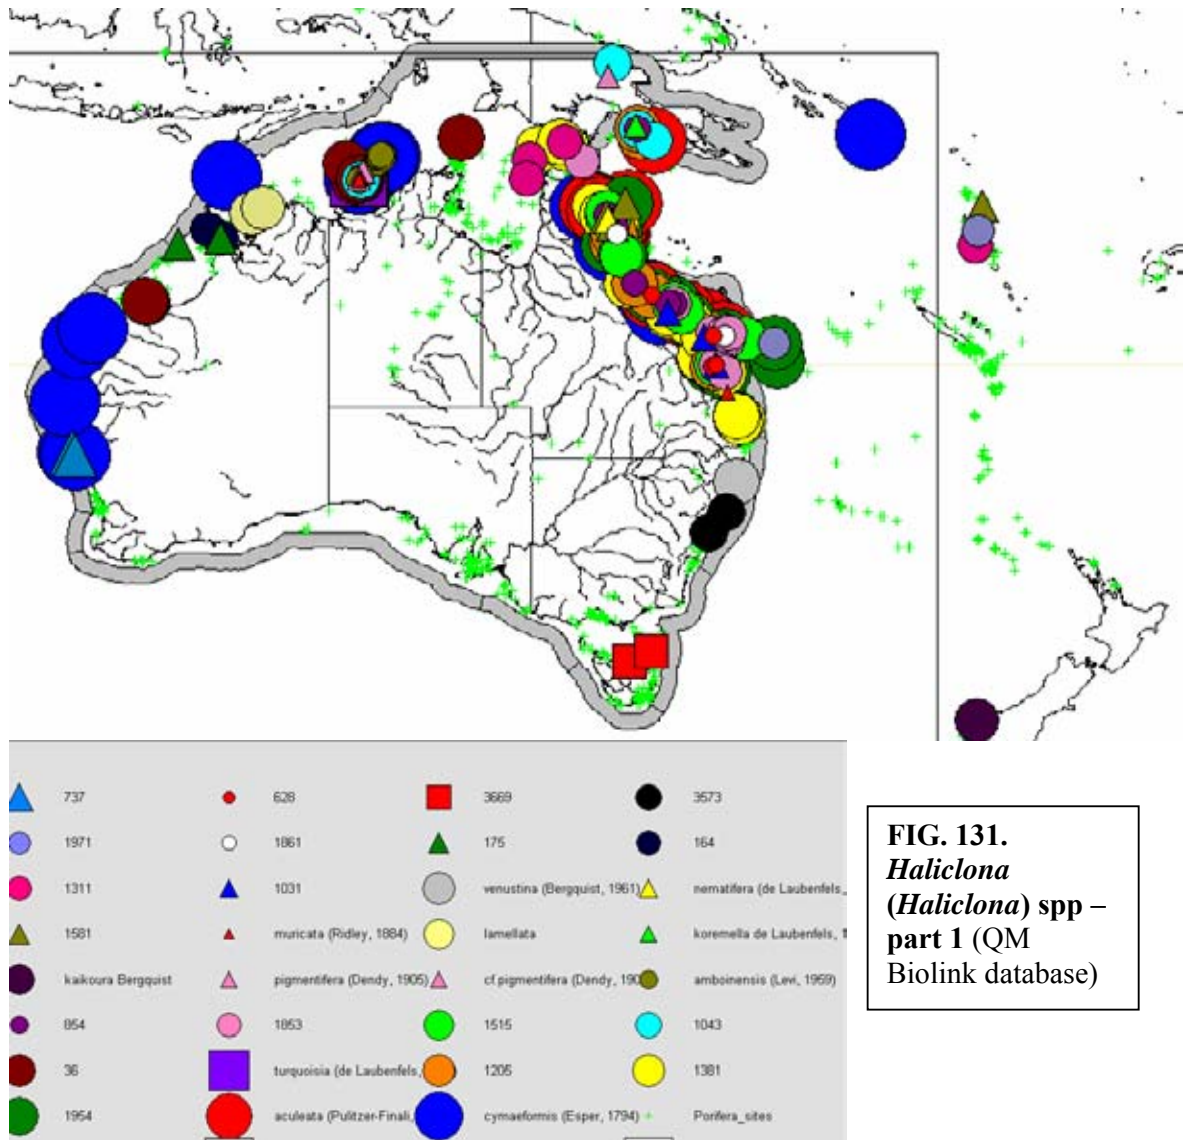 737 628 3669 3573
1971 1861 175 164
1311 1031 venustina (Bergquist, 1961) nematifera (de Laubenfels,
1581 muricata (Ridley, 1884) lamellata koremella de Laubenfels, 1
kaikoura Bergquist pigmentifera (Dendy, 1905) cf.pigmentifera (Dendy, 190 amboinensis (Levi, 1959)
854 1853 1515 1043
36 turquoisia (de Laubenfels, 1205 1381
1954 aculeata (Pulitzer-Finali, cymaeformis (Esper, 1794) Porifera_sites
FIG. 131.
Haliclona
(Haliclona) spp –
part 1 (QM
Biolink database)